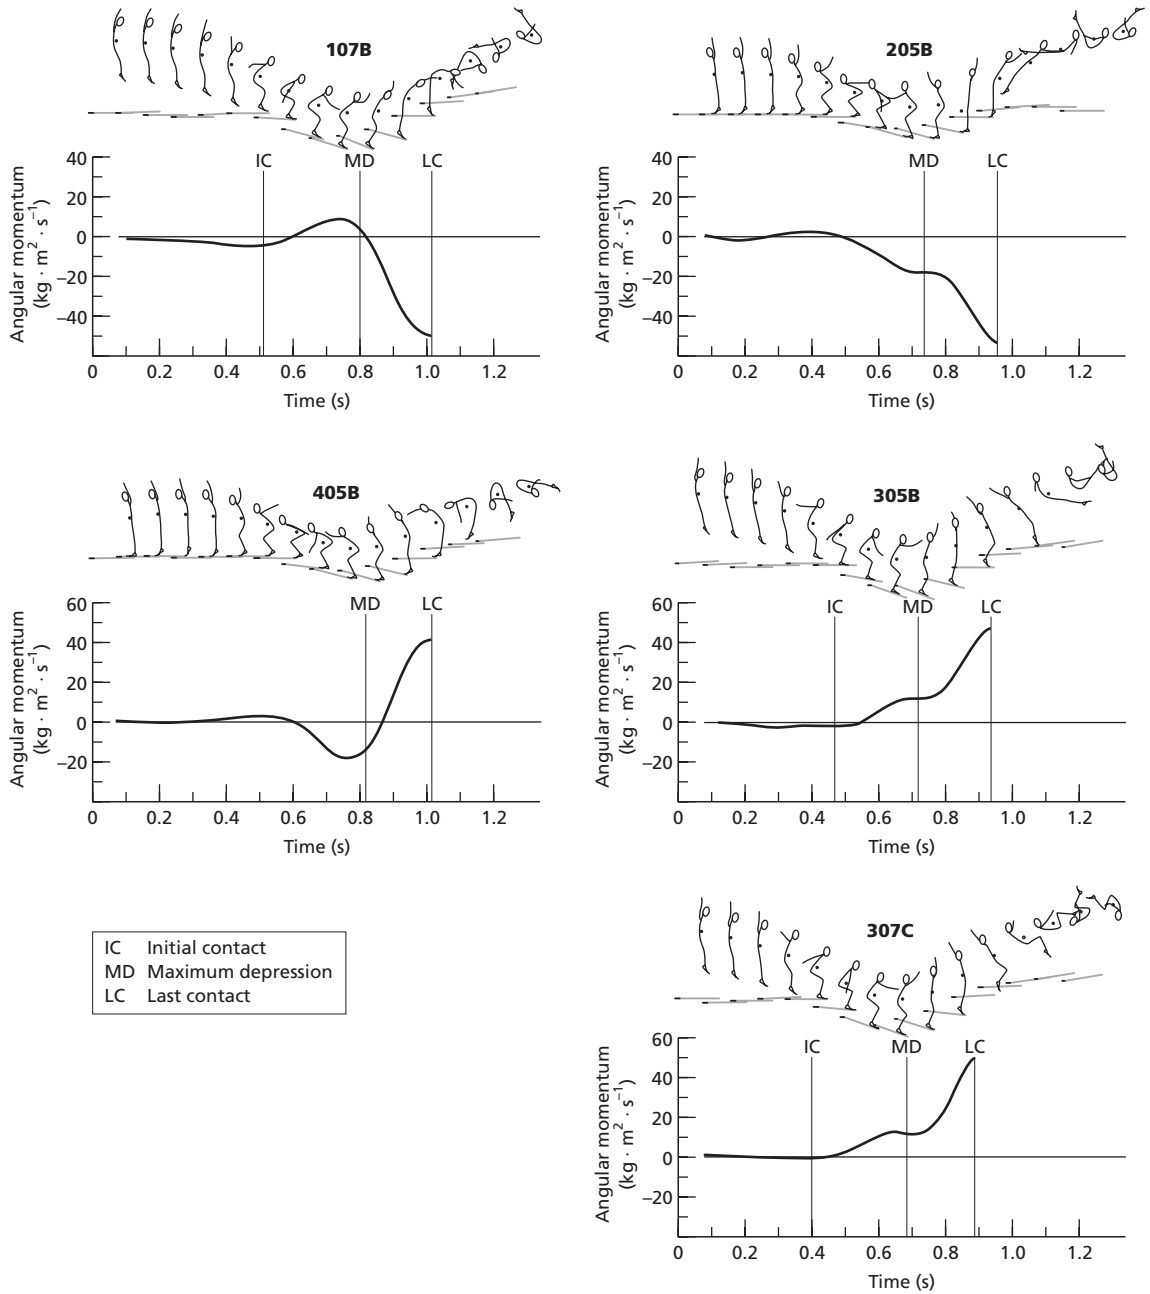 107B
IC MD LC
40
20
0
−20
−40
Angular momentum
(kg · m² · s⁻¹)
0 0.2 0.4 0.6 0.8 1.0 1.2
Time (s)
205B
MD LC
40
20
0
−20
−40
Angular momentum
(kg · m² · s⁻¹)
0 0.2 0.4 0.6 0.8 1.0 1.2
Time (s)
405B
MD LC
60
40
20
0
−20
Angular momentum
(kg · m² · s⁻¹)
0 0.2 0.4 0.6 0.8 1.0 1.2
Time (s)
305B
IC MD LC
60
40
20
0
−20
Angular momentum
(kg · m² · s⁻¹)
0 0.2 0.4 0.6 0.8 1.0 1.2
Time (s)
IC Initial contact
MD Maximum depression
LC Last contact
307C
IC MD LC
60
40
20
0
−20
Angular momentum
(kg · m² · s⁻¹)
0 0.2 0.4 0.6 0.8 1.0 1.2
Time (s)